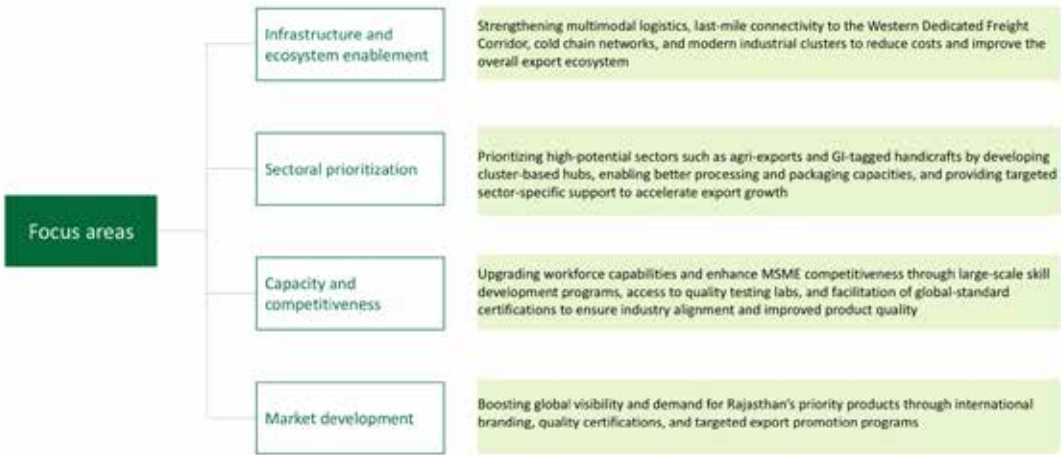 Focus areas
Infrastructure and
ecosystem enablement
Strengthening multimodal logistics, last-mile connectivity to the Western Dedicated Freight
Corridor, cold chain networks, and modern industrial clusters to reduce costs and improve the
overall export ecosystem
Sectoral prioritization
Prioritizing high-potential sectors such as agri-exports and GI-tagged handicrafts by developing
cluster-based hubs, enabling better processing and packaging capacities, and providing targeted
sector-specific support to accelerate export growth
Capacity and
competitiveness
Upgrading workforce capabilities and enhance MSME competitiveness through large-scale skill
development programs, access to quality testing labs, and facilitation of global-standard
certifications to ensure industry alignment and improved product quality
Market development
Boosting global visibility and demand for Rajasthan's priority products through international
branding, quality certifications, and targeted export promotion programs